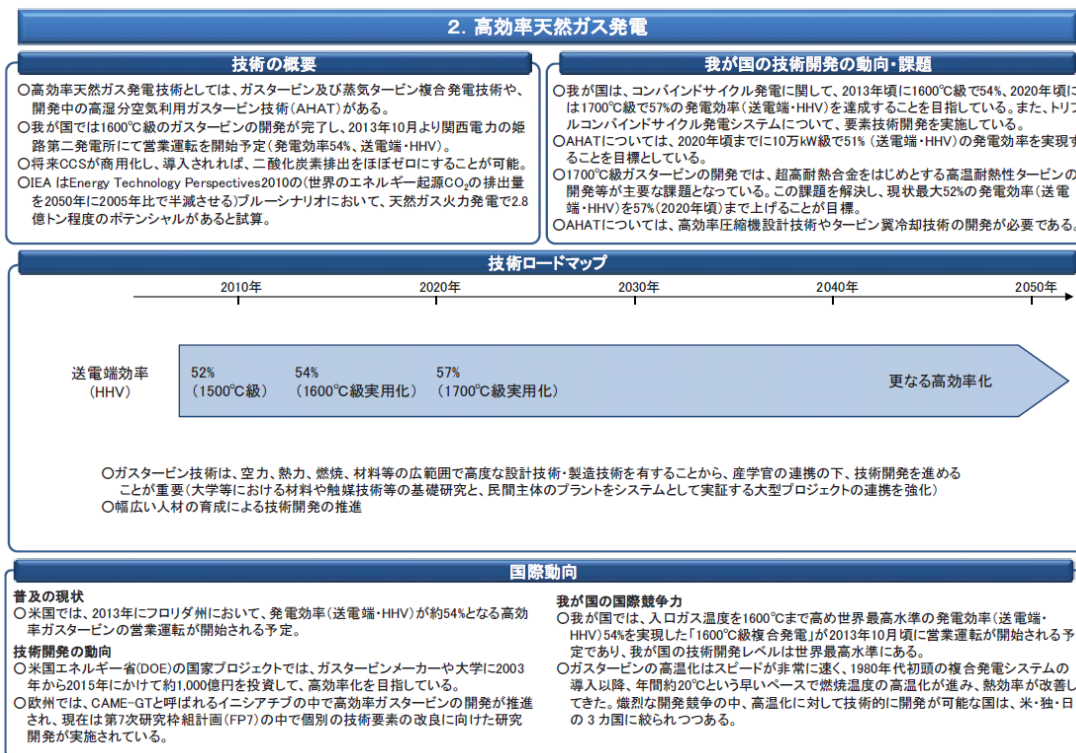 2. 高効率天然ガス発電
技術の概要
○高効率天然ガス発電技術としては、ガスタービン及び蒸気タービン複合発電技術や、
開発中の高湿分空気利用ガスタービン技術(AHAT)がある。
○我が国では1600℃級のガスタービンの開発が完了し、2013年10月より関西電力の姫
路第二発電所にて営業運転を開始予定(発電効率54%、送電端・HHV)。
○将来CCSが商用化し、導入されれば、二酸化炭素排出をほぼゼロにすることが可能。
○IEA はEnergy Technology Perspectives2010の(世界のエネルギー起源CO₂の排出量
を2050年に2005年比で半減させる)ブルーシナリオにおいて、天然ガス火力発電で2.8
億トン程度のポテンシャルがあると試算。
我が国の技術開発の動向・課題
○我が国は、コンバインドサイクル発電に関して、2013年頃に1600℃級で54%、2020年頃に
は1700℃級で57%の発電効率(送電端・HHV)を達成することを目指している。また、トリプ
ルコンバインドサイクル発電システムについて、要素技術開発を実施している。
○AHATについては、2020年頃までに10万kW級で51% (送電端・HHV)の発電効率を実現す
ることを目標としている。
○1700℃級ガスタービンの開発では、超高耐熱合金をはじめとする高温耐熱性タービンの
開発等が主要な課題となっている。この課題を解決し、現状最大52%の発電効率(送電
端・HHV)を57%(2020年頃)まで上げることが目標。
○AHATについては、高効率圧縮機設計技術やタービン翼冷却技術の開発が必要である。
技術ロードマップ
2010年 2020年 2030年 2040年 2050年
送電端効率
(HHV)
52% 54% 57%
(1500℃級) (1600℃級実用化) (1700℃級実用化)
更なる高効率化
○ガスタービン技術は、空力、熱力、燃焼、材料等の広範囲で高度な設計技術・製造技術を有することから、産学官の連携の下、技術開発を進める
ことが重要(大学等における材料や触媒技術等の基礎研究と、民間主体のプラントをシステムとして実証する大型プロジェクトの連携を強化)
○幅広い人材の育成による技術開発の推進
国際動向
普及の現状
○米国では、2013年にフロリダ州において、発電効率(送電端・HHV)が約54%となる高効
率ガスタービンの営業運転が開始される予定。
技術開発の動向
○米国エネルギー省(DOE)の国家プロジェクトでは、ガスタービンメーカーや大学に2003
年から2015年にかけて約1,000億円を投資して、高効率化を目指している。
○欧州では、CAME-GTと呼ばれるイニシアチブの中で高効率ガスタービンの開発が推進
され、現在は第7次研究枠組計画(FP7)の中で個別の技術要素の改良に向けた研究
開発が実施されている。
我が国の国際競争力
○我が国では、入口ガス温度を1600℃まで高め世界最高水準の発電効率(送電端・
HHV)54%を実現した「1600℃級複合発電」が2013年10月頃に営業運転が開始される予
定であり、我が国の技術開発レベルは世界最高水準にある。
○ガスタービンの高温化はスピードが非常に速く、1980年代初頭の複合発電システムの
導入以降、年間約20℃という早いペースで燃焼温度の高温化が進み、熱効率が改善し
てきた。熾烈な開発競争の中、高温化に対して技術的に開発が可能な国は、米・独・日
の３カ国に絞られつつある。